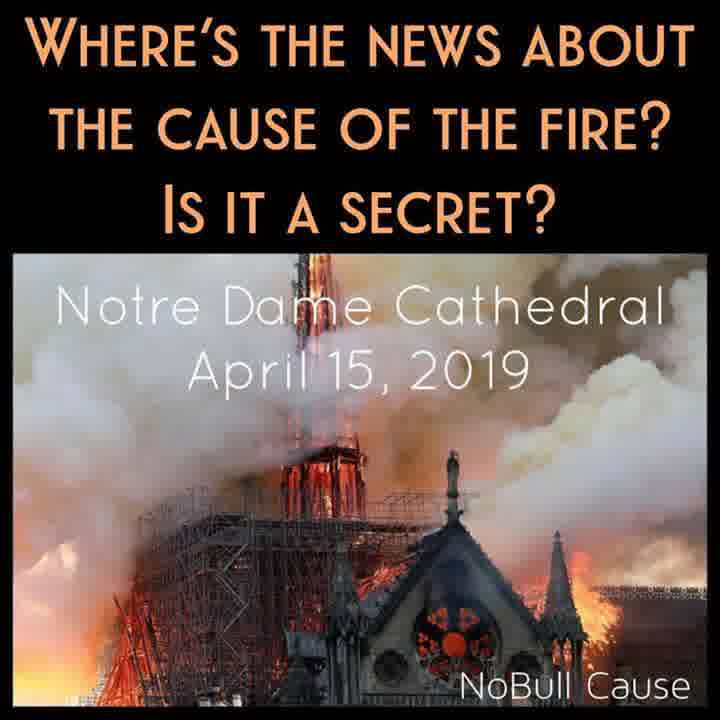 Where's the news about
the cause of the fire?
Is it a secret?
Notre Dame Cathedral
April 15, 2019
NoBull Cause